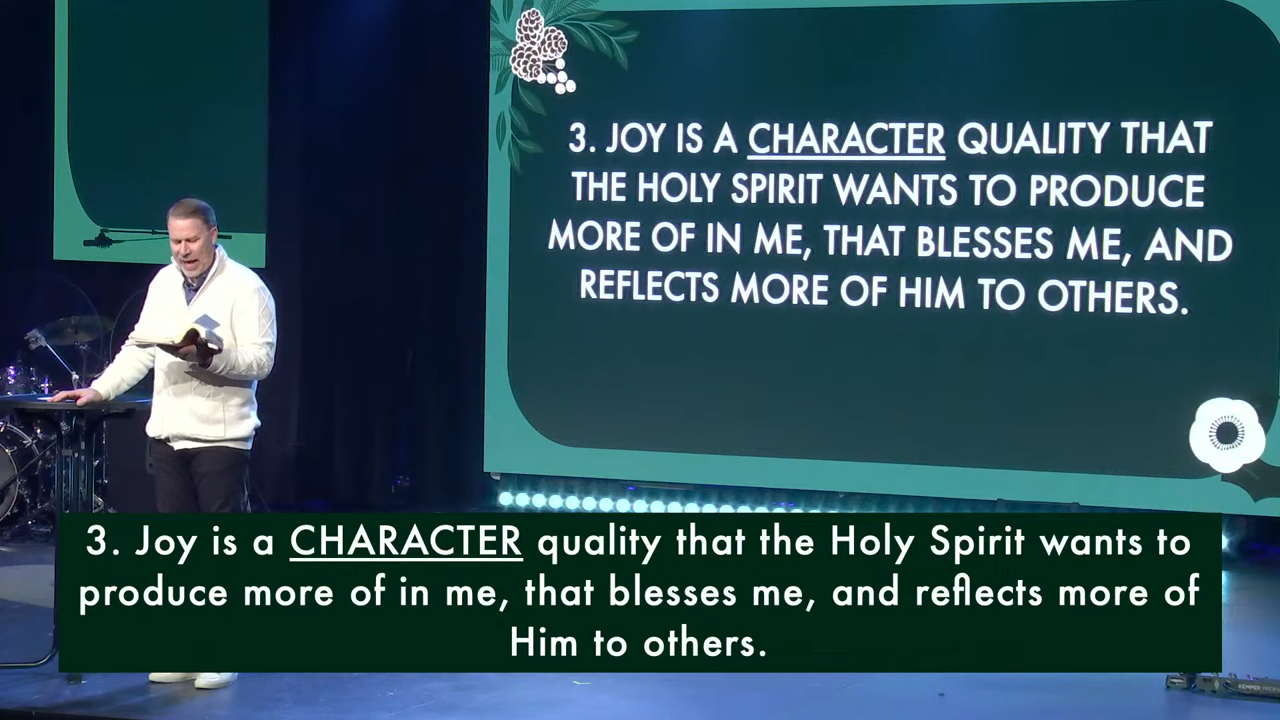 3. JOY IS A CHARACTER QUALITY THAT
THE HOLY SPIRIT WANTS TO PRODUCE
MORE OF IN ME, THAT BLESSES ME, AND
REFLECTS MORE OF HIM TO OTHERS.
3. Joy is a CHARACTER quality that the Holy Spirit wants to
produce more of in me, that blesses me, and reflects more of
Him to others.
KEMPER PROFILER